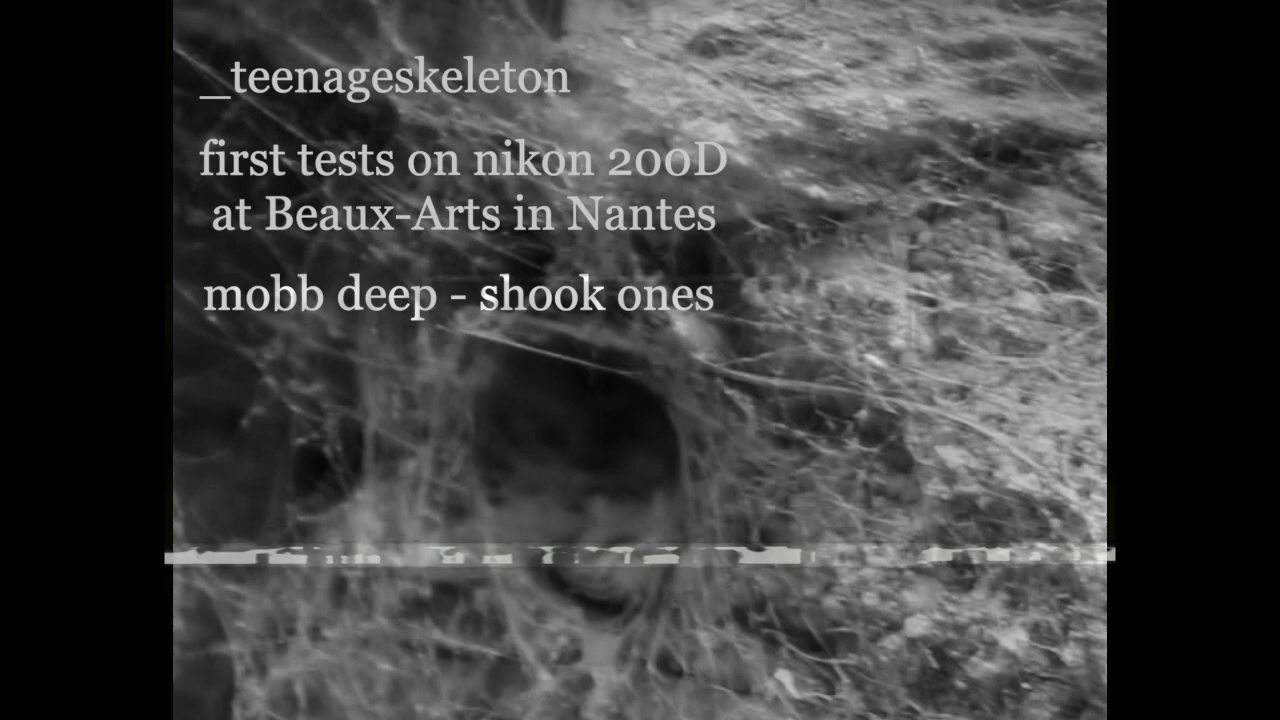 _teenageskeleton
first tests on nikon 200D
at Beaux-Arts in Nantes
mobb deep - shook ones